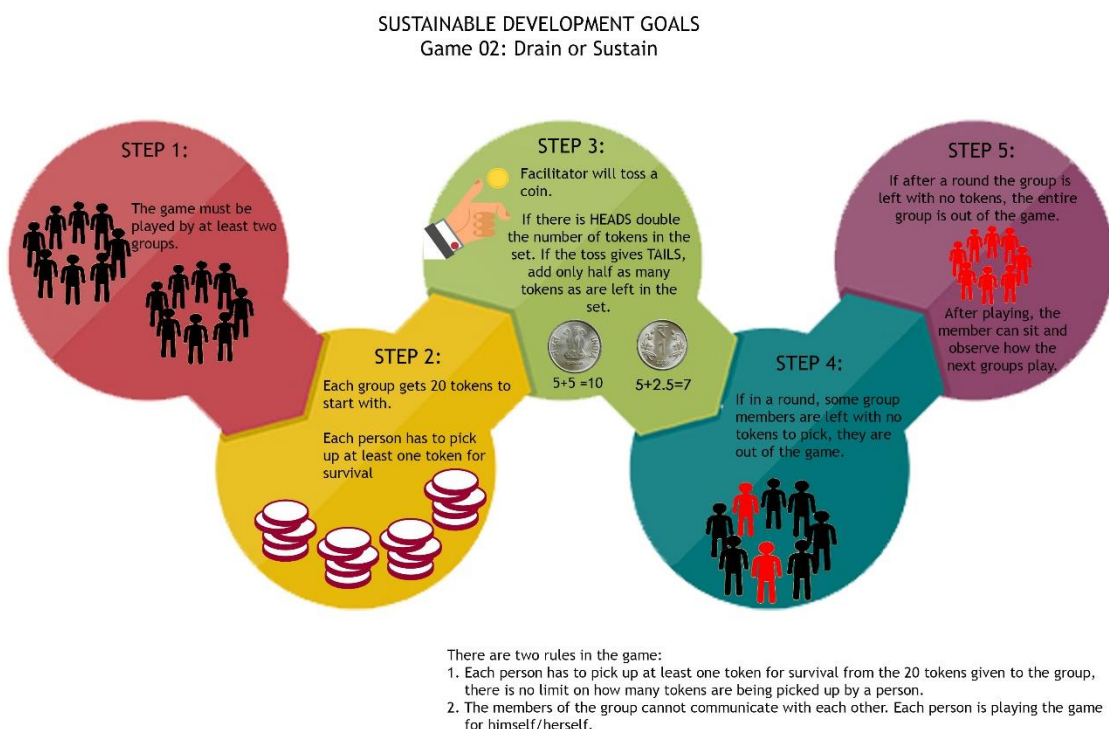 SUSTAINABLE DEVELOPMENT GOALS
Game 02: Drain or Sustain
STEP 1:
The game must be
played by at least two
groups.
STEP 2:
Each group gets 20 tokens to
start with.
Each person has to pick
up at least one token for
survival
STEP 3:
Facilitator will toss a
coin.
If there is HEADS double
the number of tokens in the
set. If the toss gives TAILS,
add only half as many
tokens as are left in the
set.
5+5 =10
5+2.5=7
STEP 4:
If in a round, some group
members are left with no
tokens to pick, they are
out of the game.
STEP 5:
If after a round the group is
left with no tokens, the entire
group is out of the game.
After playing, the
member can sit and
observe how the
next groups play.
There are two rules in the game:
1. Each person has to pick up at least one token for survival from the 20 tokens given to the group,
there is no limit on how many tokens are being picked up by a person.
2. The members of the group cannot communicate with each other. Each person is playing the game
for himself/herself.